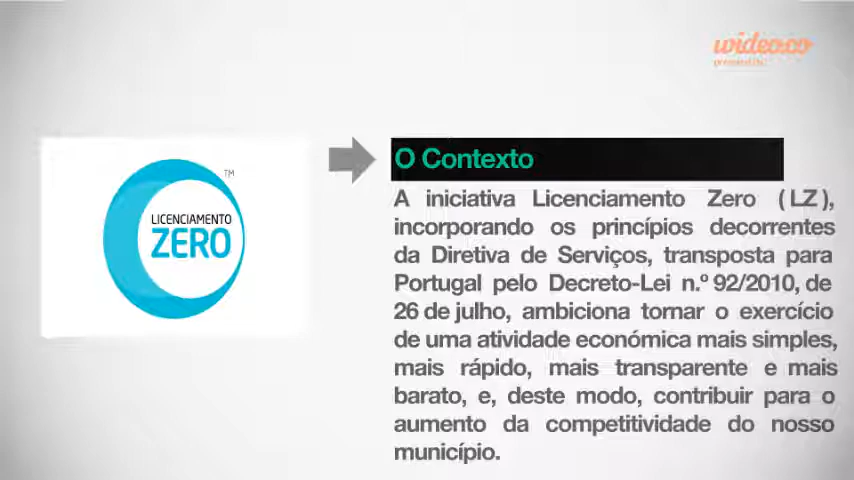 wideo.co
TM
LICENCIAMENTO
ZERO
O Contexto
A iniciativa Licenciamento Zero (LZ),
incorporando os princípios decorrentes
da Diretiva de Serviços, transposta para
Portugal pelo Decreto-Lei n.º 92/2010, de
26 de julho, ambiciona tornar o exercício
de uma atividade económica mais simples,
mais rápido, mais transparente e mais
barato, e, deste modo, contribuir para o
aumento da competitividade do nosso
município.